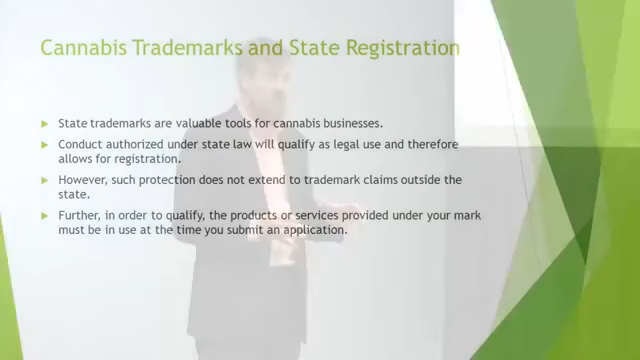 Cannabis Trademarks and State Registration
State trademarks are valuable tools for cannabis businesses.
Conduct authorized under state law will qualify as legal use and therefore
allows for registration.
However, such protection does not extend to trademark claims outside the
state.
Further, in order to qualify, the products or services provided under your mark
must be in use at the time you submit an application.